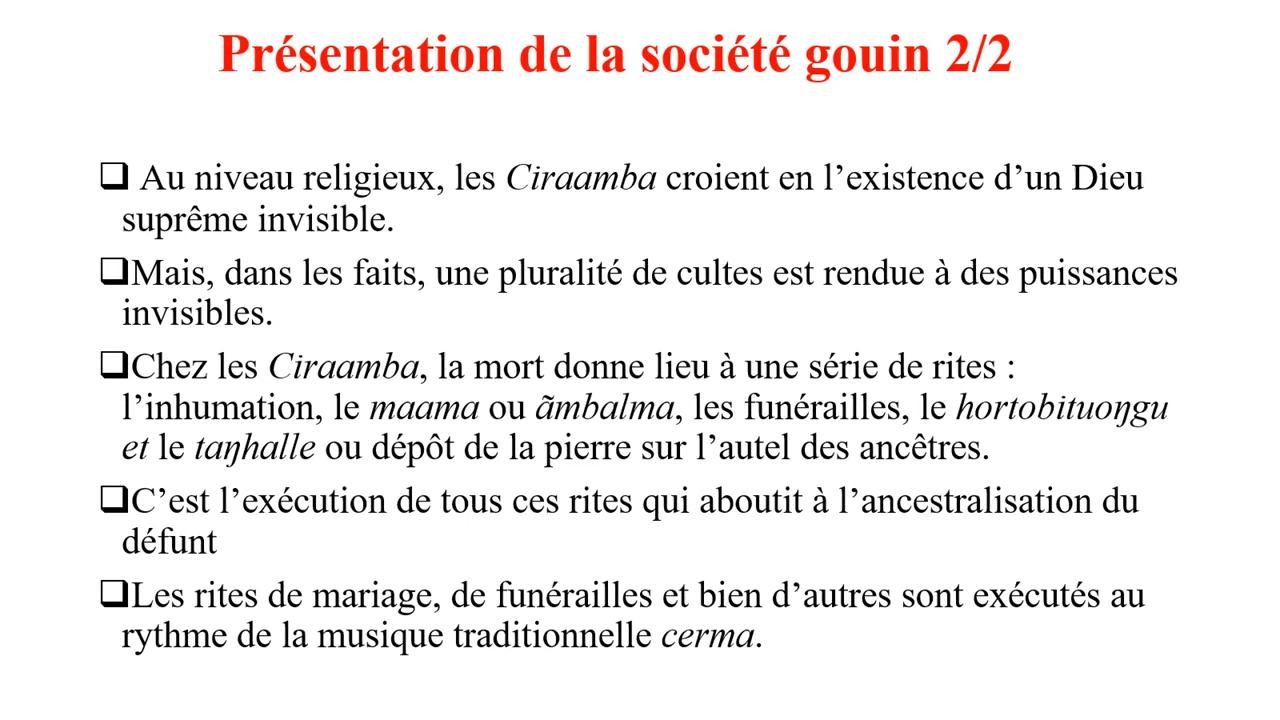 Présentation de la société gouin 2/2
❑ Au niveau religieux, les Ciraamba croient en l’existence d’un Dieu
suprême invisible.
❑Mais, dans les faits, une pluralité de cultes est rendue à des puissances
invisibles.
❑Chez les Ciraamba, la mort donne lieu à une série de rites :
l’inhumation, le maama ou ãmbalma, les funérailles, le hortobituoŋgu
et le taŋhalle ou dépôt de la pierre sur l’autel des ancêtres.
❑C’est l’exécution de tous ces rites qui aboutit à l’ancestralisation du
défunt
❑Les rites de mariage, de funérailles et bien d’autres sont exécutés au
rythme de la musique traditionnelle cerma.